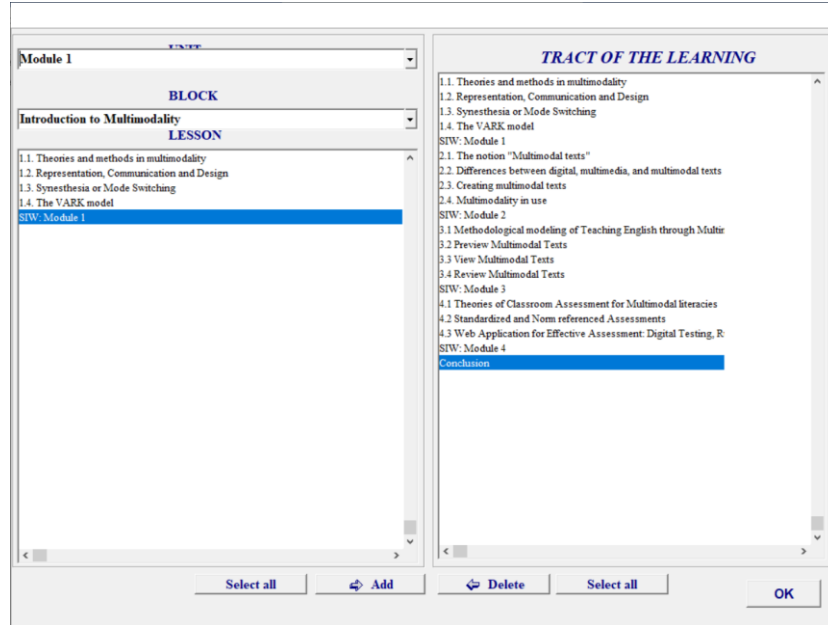 UNIT
Module 1
BLOCK
Introduction to Multimodality
LESSON
1.1. Theories and methods in multimodality
1.2. Representation, Communication and Design
1.3. Synesthesia or Mode Switching
1.4. The VARK model
SIW: Module 1
Select all
Add
TRACT OF THE LEARNING
1.1. Theories and methods in multimodality
1.2. Representation, Communication and Design
1.3. Synesthesia or Mode Switching
1.4. The VARK model
SIW: Module 1
2.1. The notion "Multimodal texts"
2.2. Differences between digital, multimedia, and multimodal texts
2.3. Creating multimodal texts
2.4. Multimodality in use
SIW: Module 2
3.1 Methodological modeling of Teaching English through Multir
3.2 Preview Multimodal Texts
3.3 View Multimodal Texts
3.4 Review Multimodal Texts
SIW: Module 3
4.1 Theories of Classroom Assessment for Multimodal literacies
4.2 Standardized and Norm referenced Assessments
4.3 Web Application for Effective Assessment: Digital Testing, R
SIW: Module 4
Conclusion
Delete
Select all
OK